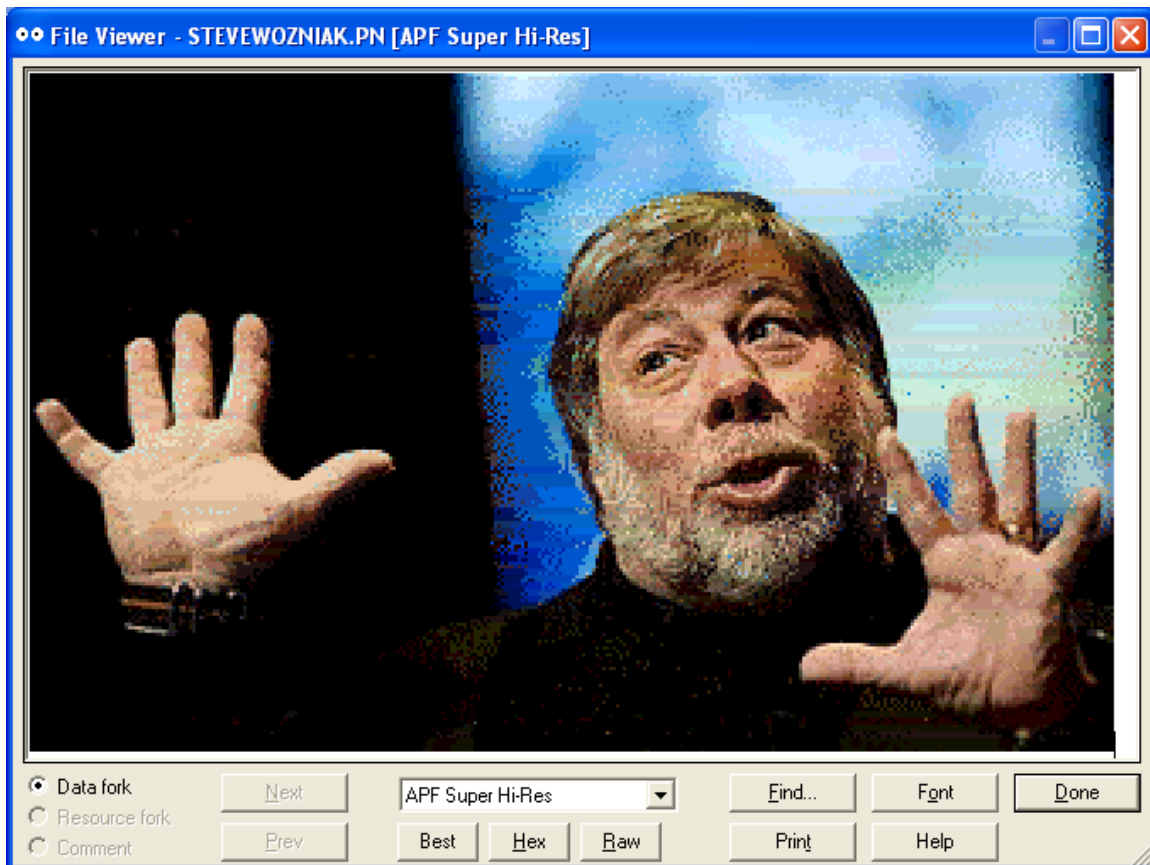 File Viewer - STEVEWOZNIAK.PN [APF Super Hi-Res]
Data fork
Next
APF Super Hi-Res
Find...
Font
Done
Resource fork
Comment
Prev
Best
Hex
Raw
Print
Help